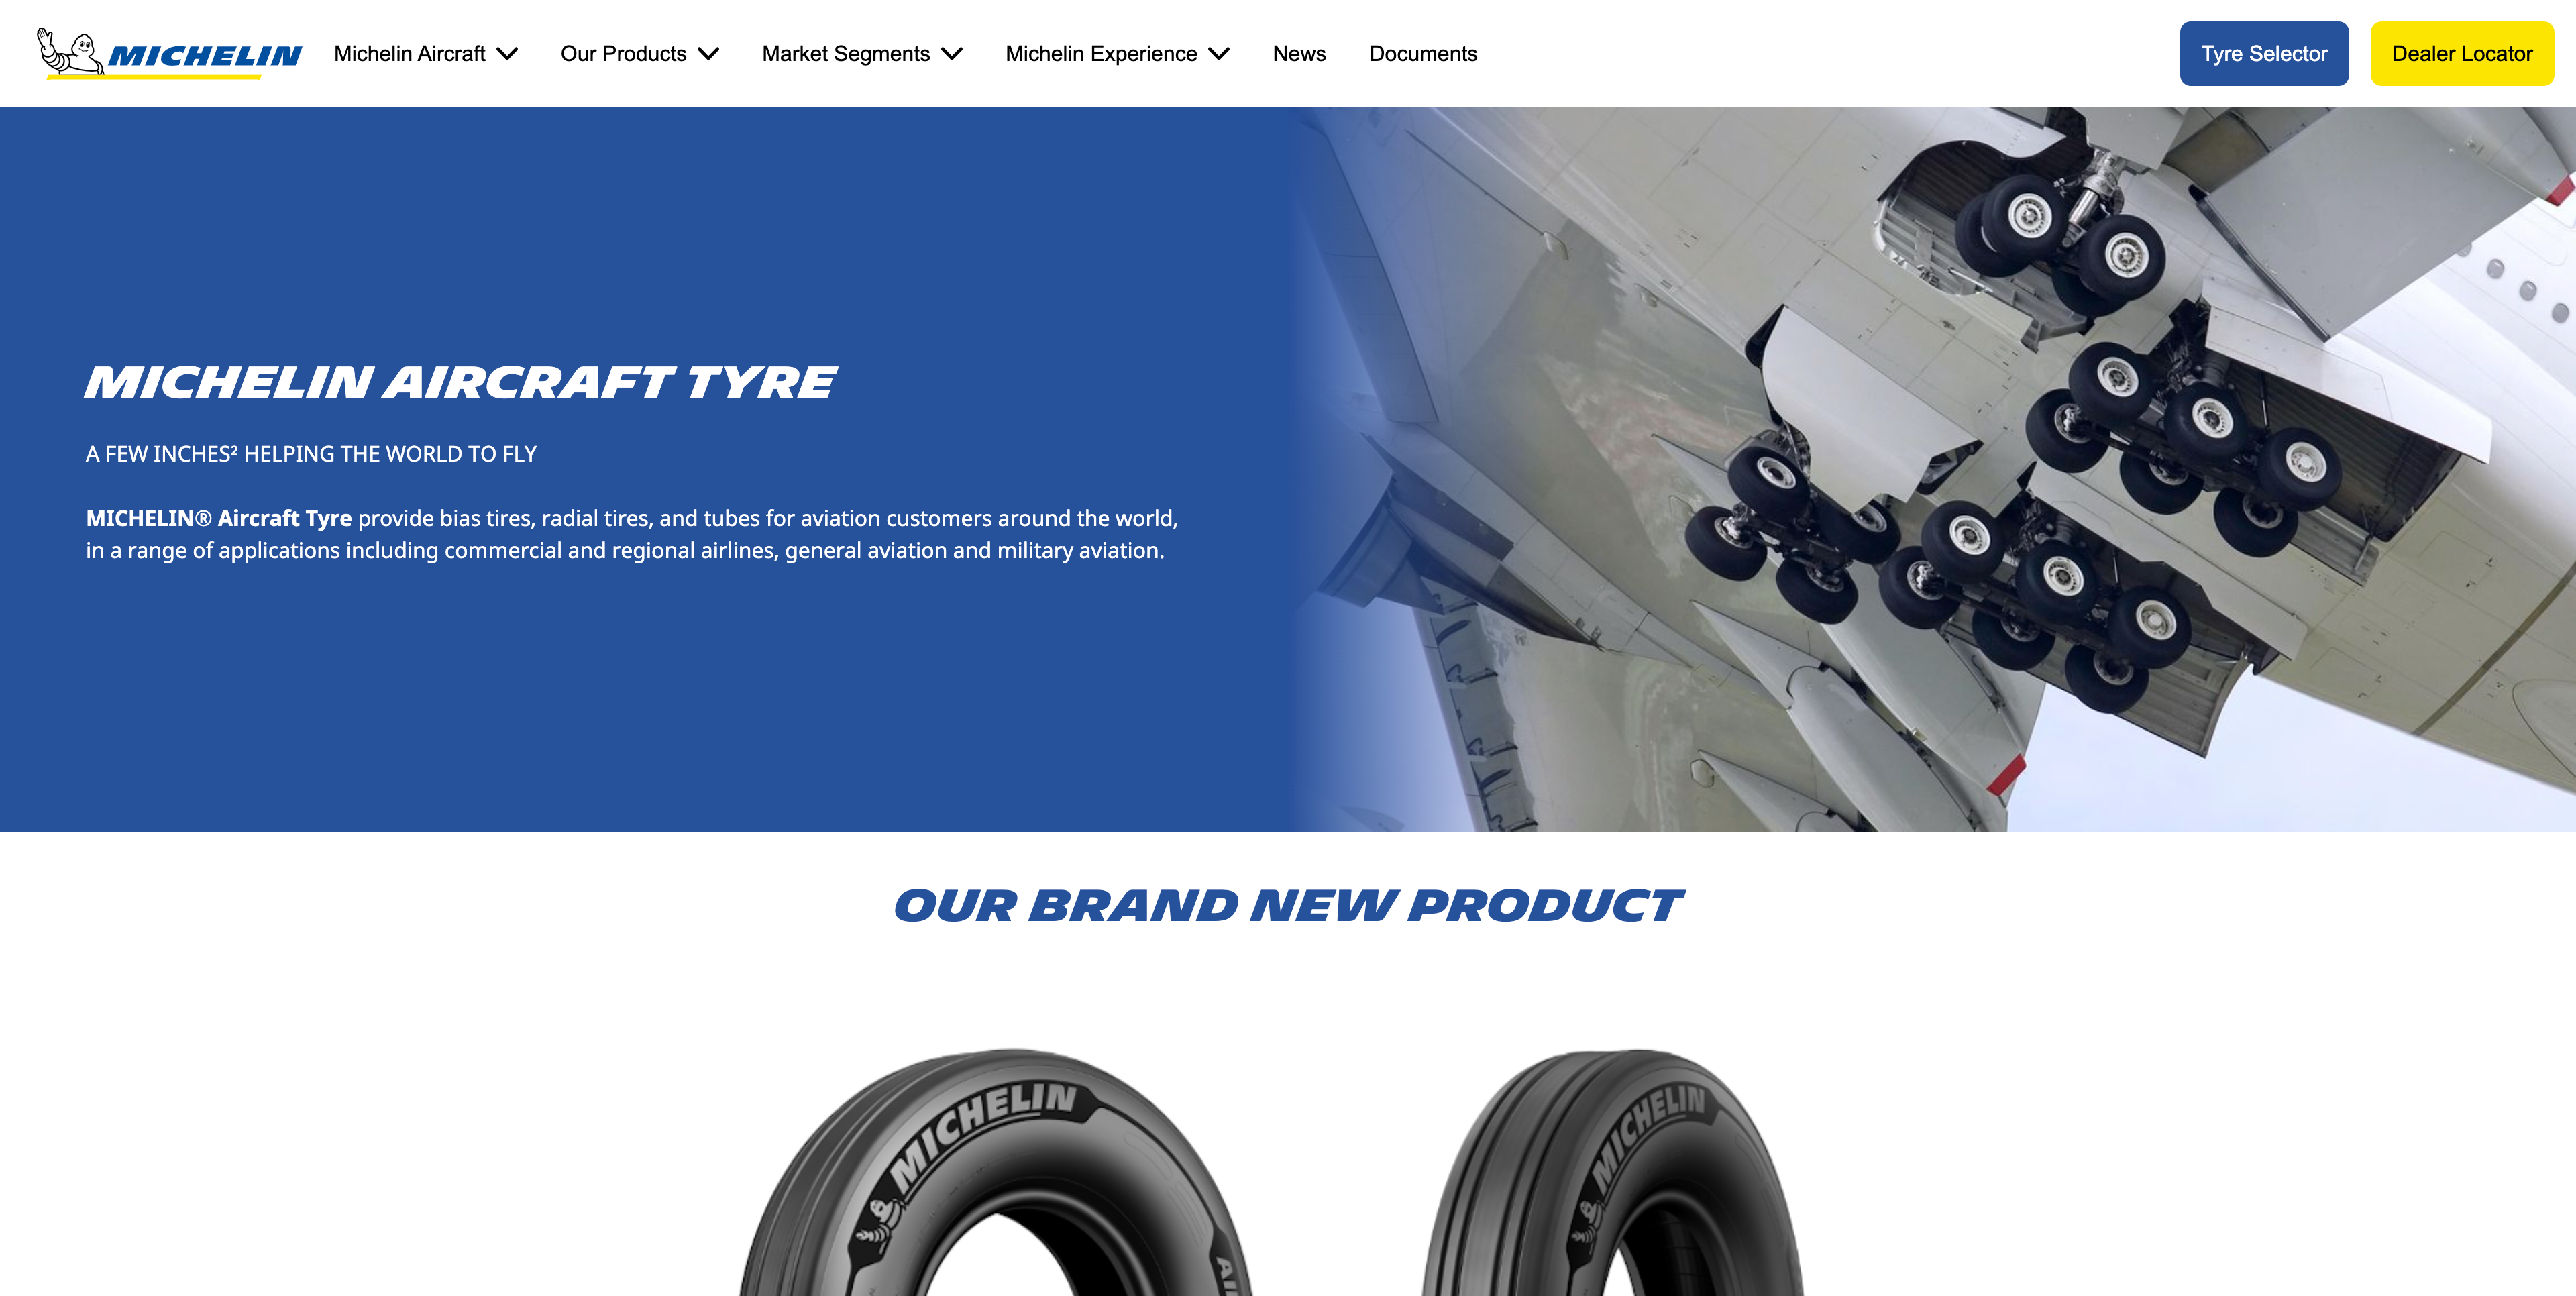 MICHELIN
Michelin Aircraft
Our Products
Market Segments
Michelin Experience
News
Documents
Tyre Selector
Dealer Locator
MICHELIN AIRCRAFT TYRE
A FEW INCHES² HELPING THE WORLD TO FLY
MICHELIN® Aircraft Tyre provide bias tires, radial tires, and tubes for aviation customers around the world,
in a range of applications including commercial and regional airlines, general aviation and military aviation.
OUR BRAND NEW PRODUCT
MICHELIN
MICHELIN